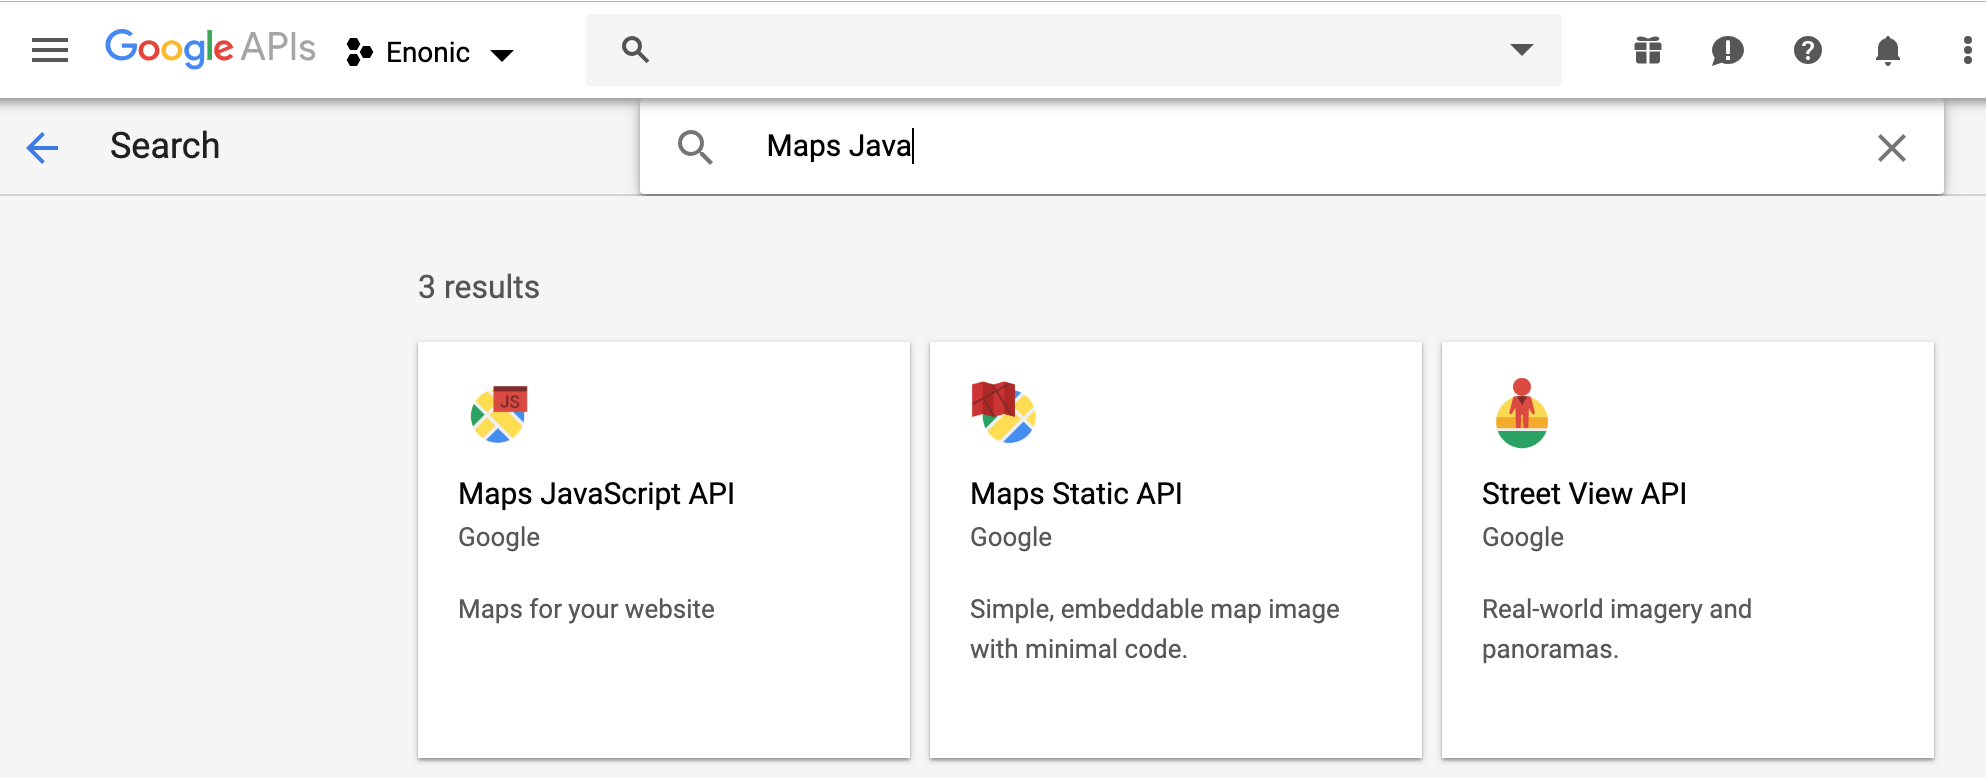 Google APIs Enonic
Search Maps Java
3 results
JS
Maps JavaScript API
Google
Maps for your website
Maps Static API
Google
Simple, embeddable map image
with minimal code.
Street View API
Google
Real-world imagery and
panoramas.